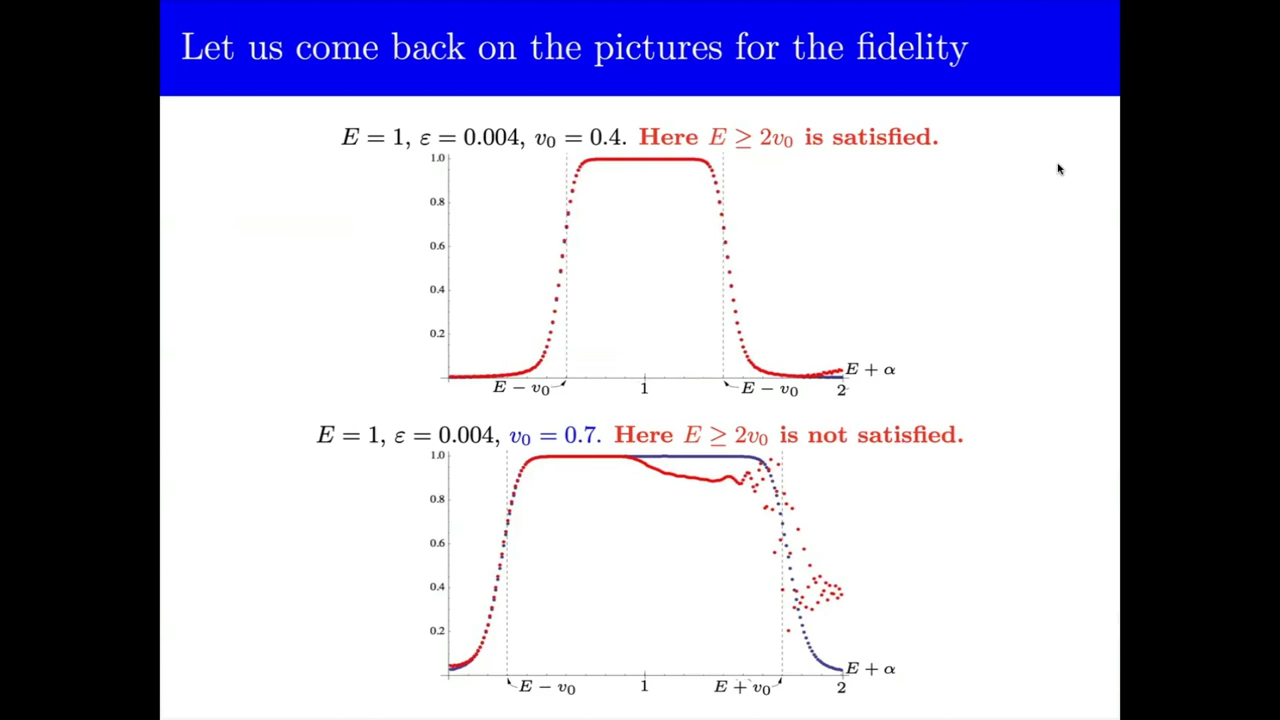 Let us come back on the pictures for the fidelity
E = 1, ε = 0.004, v₀ = 0.4. Here E ≥ 2v₀ is satisfied.
1.0
0.8
0.6
0.4
0.2
E + α
E − v₀
1
E − v₀
2
E = 1, ε = 0.004, v₀ = 0.7. Here E ≥ 2v₀ is not satisfied.
1.0
0.8
0.6
0.4
0.2
E + α
E − v₀
1
E + v₀
2